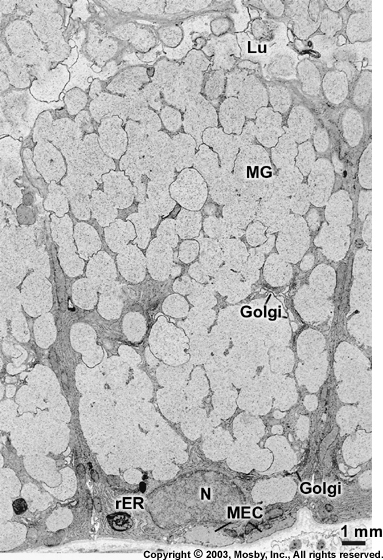 Lu
MG
Golgi
Golgi
N
rER
MEC
1 mm
Copyright © 2003, Mosby, Inc., All rights reserved.